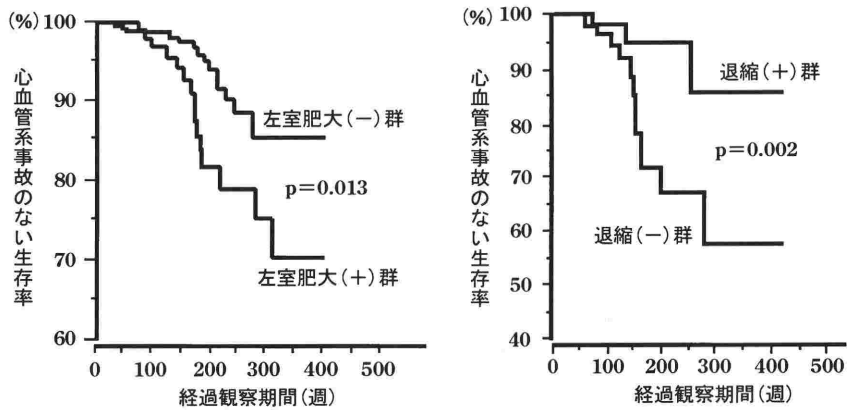 (%)
100
90
80
70
60
心血管系事故のない生存率
左室肥大(－)群
p=0.013
左室肥大(＋)群
0 100 200 300 400 500
経過観察期間(週)
(%)
100
90
80
70
60
50
40
心血管系事故のない生存率
退縮(＋)群
p=0.002
退縮(－)群
0 100 200 300 400 500
経過観察期間(週)